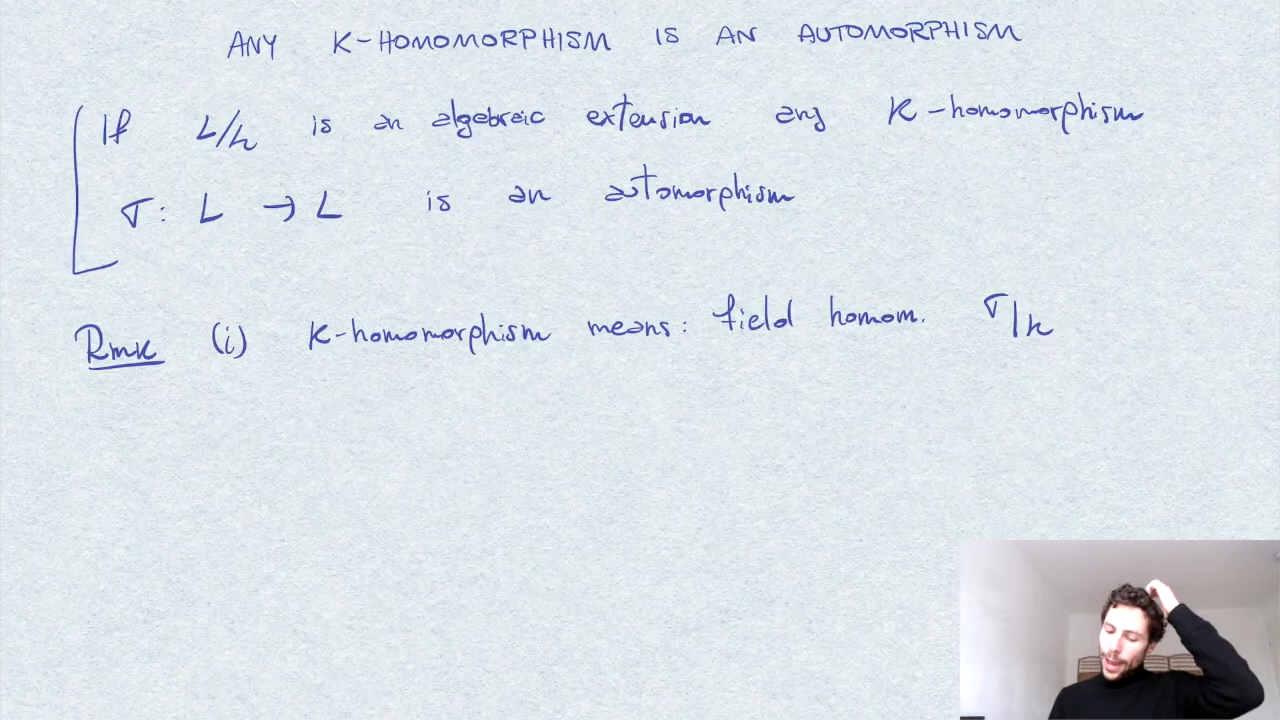 ANY K-HOMOMORPHISM IS AN AUTOMORPHISM
If L/K is an algebraic extension any K-homomorphism
σ: L → L is an automorphism
Rmk (i) K-homomorphism means: field homom. σ|K